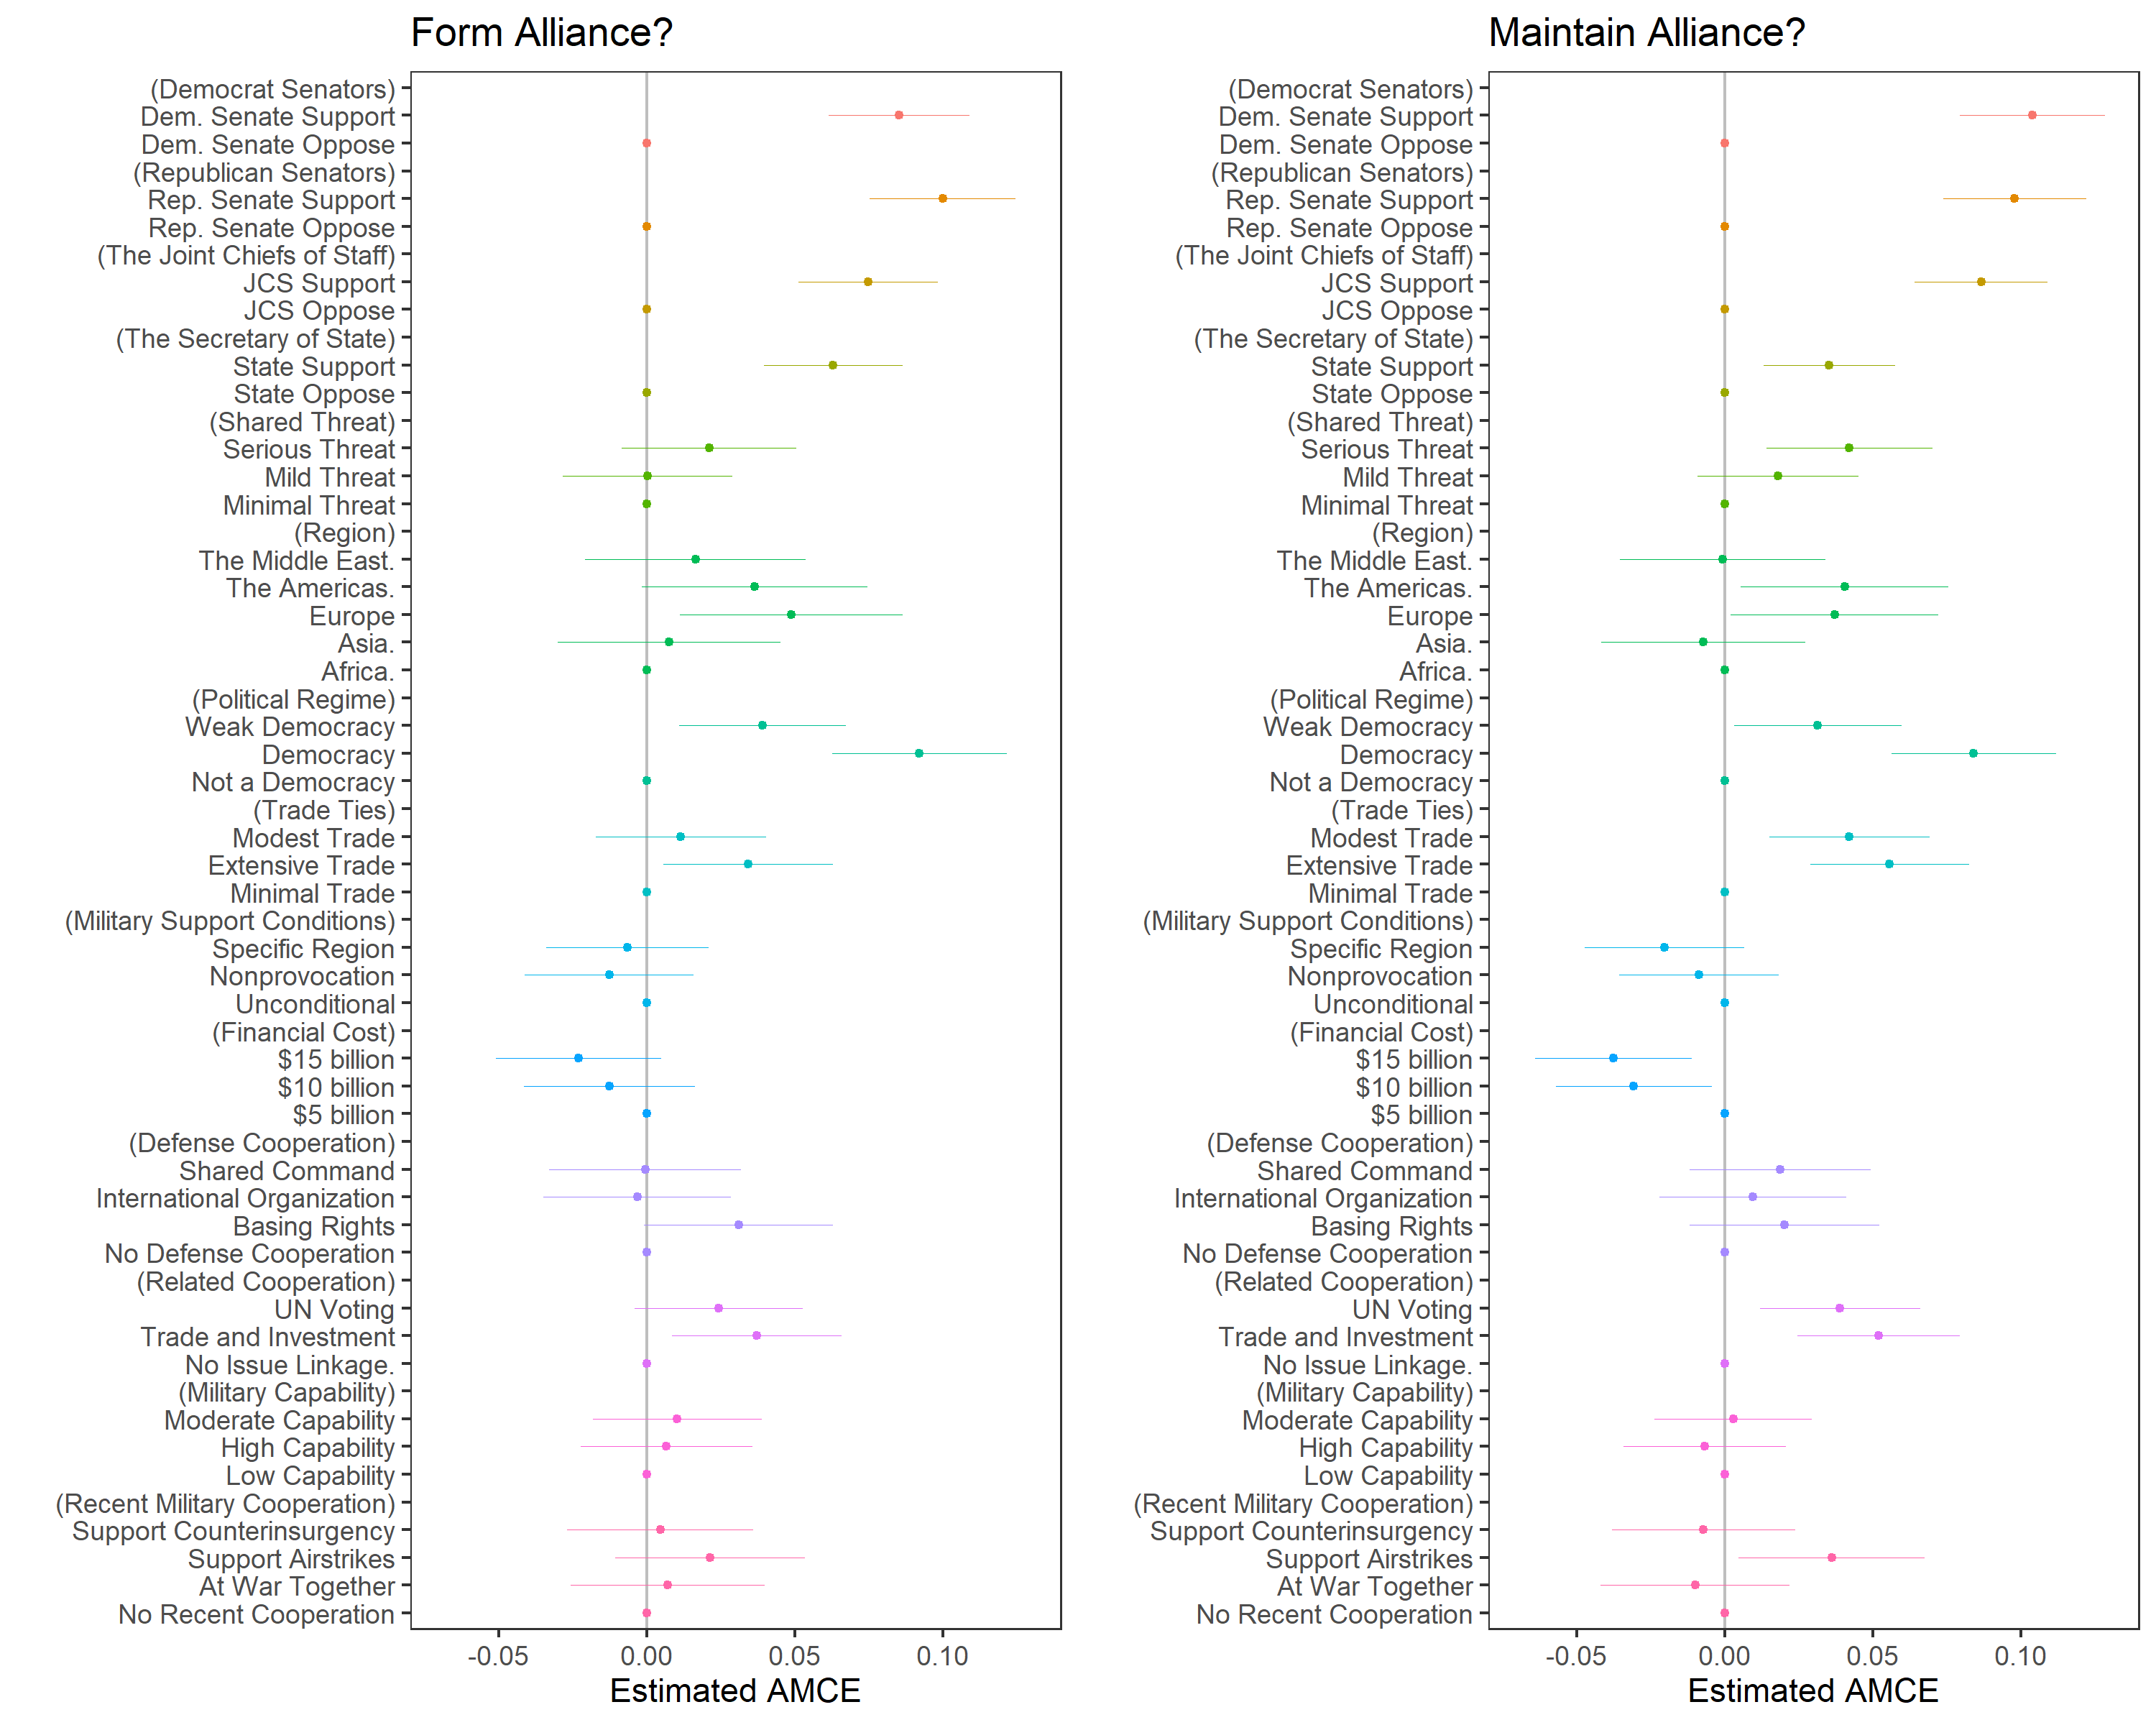 Form Alliance?
(Democrat Senators)
Dem. Senate Support
Dem. Senate Oppose
(Republican Senators)
Rep. Senate Support
Rep. Senate Oppose
(The Joint Chiefs of Staff)
JCS Support
JCS Oppose
(The Secretary of State)
State Support
State Oppose
(Shared Threat)
Serious Threat
Mild Threat
Minimal Threat
(Region)
The Middle East.
The Americas.
Europe
Asia.
Africa.
(Political Regime)
Weak Democracy
Democracy
Not a Democracy
(Trade Ties)
Modest Trade
Extensive Trade
Minimal Trade
(Military Support Conditions)
Specific Region
Nonprovocation
Unconditional
(Financial Cost)
$15 billion
$10 billion
$5 billion
(Defense Cooperation)
Shared Command
International Organization
Basing Rights
No Defense Cooperation
(Related Cooperation)
UN Voting
Trade and Investment
No Issue Linkage.
(Military Capability)
Moderate Capability
High Capability
Low Capability
(Recent Military Cooperation)
Support Counterinsurgency
Support Airstrikes
At War Together
No Recent Cooperation
-0.05 0.00 0.05 0.10
Estimated AMCE
Maintain Alliance?
(Democrat Senators)
Dem. Senate Support
Dem. Senate Oppose
(Republican Senators)
Rep. Senate Support
Rep. Senate Oppose
(The Joint Chiefs of Staff)
JCS Support
JCS Oppose
(The Secretary of State)
State Support
State Oppose
(Shared Threat)
Serious Threat
Mild Threat
Minimal Threat
(Region)
The Middle East.
The Americas.
Europe
Asia.
Africa.
(Political Regime)
Weak Democracy
Democracy
Not a Democracy
(Trade Ties)
Modest Trade
Extensive Trade
Minimal Trade
(Military Support Conditions)
Specific Region
Nonprovocation
Unconditional
(Financial Cost)
$15 billion
$10 billion
$5 billion
(Defense Cooperation)
Shared Command
International Organization
Basing Rights
No Defense Cooperation
(Related Cooperation)
UN Voting
Trade and Investment
No Issue Linkage.
(Military Capability)
Moderate Capability
High Capability
Low Capability
(Recent Military Cooperation)
Support Counterinsurgency
Support Airstrikes
At War Together
No Recent Cooperation
-0.05 0.00 0.05 0.10
Estimated AMCE